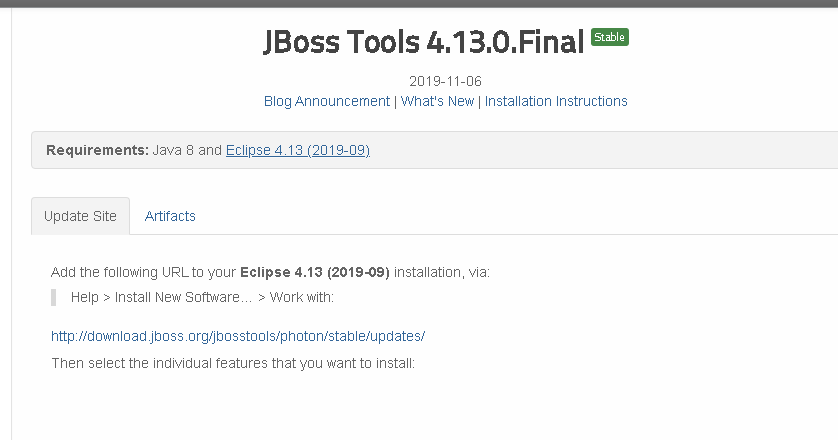 JBoss Tools 4.13.0.Final Stable
2019-11-06
Blog Announcement | What's New | Installation Instructions
Requirements: Java 8 and Eclipse 4.13 (2019-09)
Update Site Artifacts
Add the following URL to your Eclipse 4.13 (2019-09) installation, via:
Help > Install New Software... > Work with:
http://download.jboss.org/jbosstools/photon/stable/updates/
Then select the individual features that you want to install: